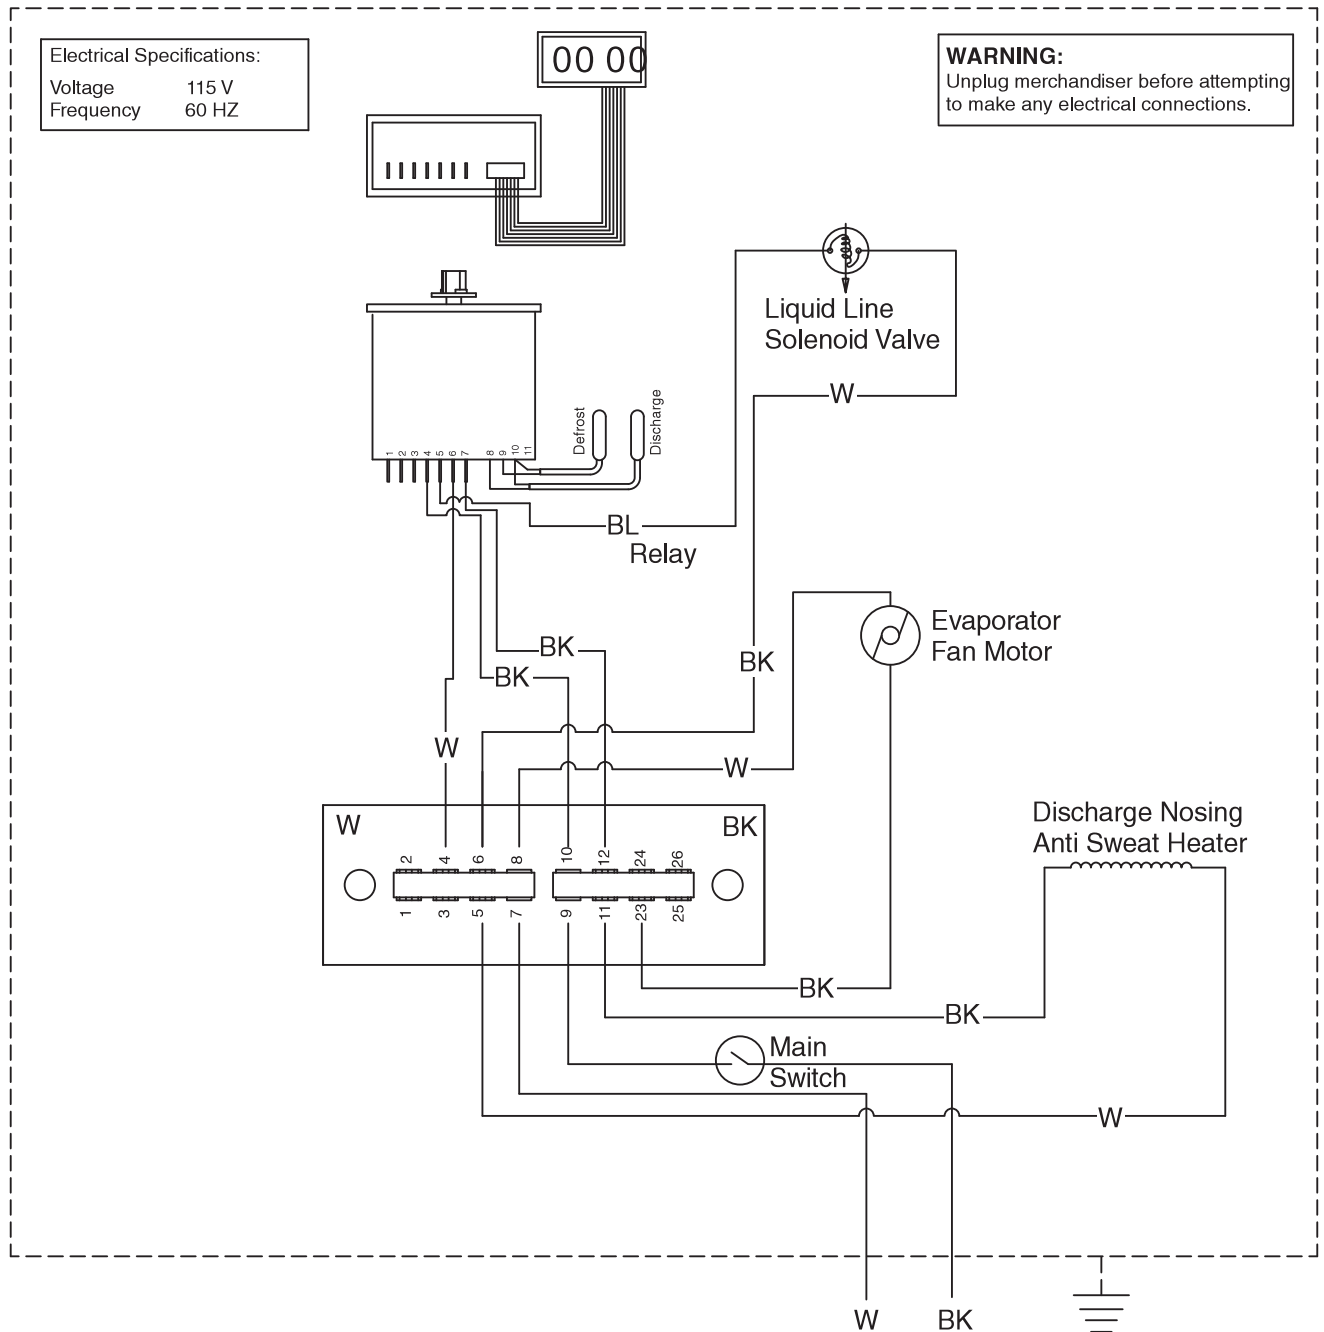 Electrical Specifications:
Voltage 115 V
Frequency 60 HZ
00 00
WARNING:
Unplug merchandiser before attempting
to make any electrical connections.
Liquid Line
Solenoid Valve
W
Defrost
Discharge
1 2 3 4 5 6 7 8 9 10 11
BL
Relay
Evaporator
Fan Motor
BK
BK
BK
W
W
Discharge Nosing
Anti Sweat Heater
W BK
2 4 6 8 10 12 24 26
1 3 5 7 9 11 23 25
BK
BK
Main
Switch
W
W BK